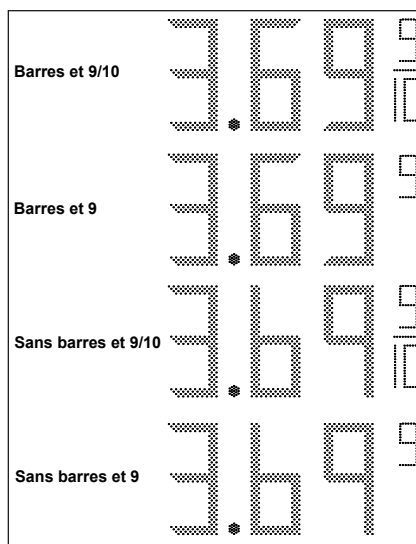 Barres et 9/10 3.69 9/10
Barres et 9 3.69 9
Sans barres et 9/10 3.69 9/10
Sans barres et 9 3.69 9